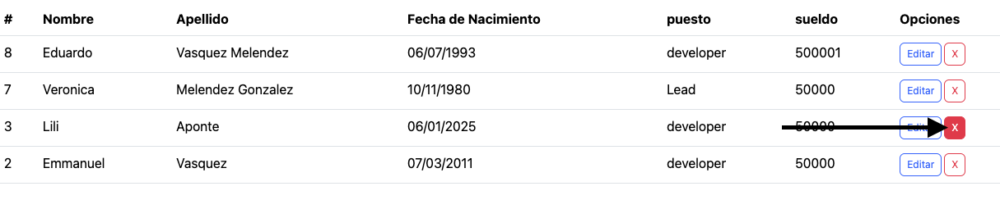 # Nombre Apellido Fecha de Nacimiento puesto sueldo Opciones
8 Eduardo Vasquez Melendez 06/07/1993 developer 500001 Editar X
7 Veronica Melendez Gonzalez 10/11/1980 Lead 50000 Editar X
3 Lili Aponte 06/01/2025 developer 50000 Editar X
2 Emmanuel Vasquez 07/03/2011 developer 50000 Editar X